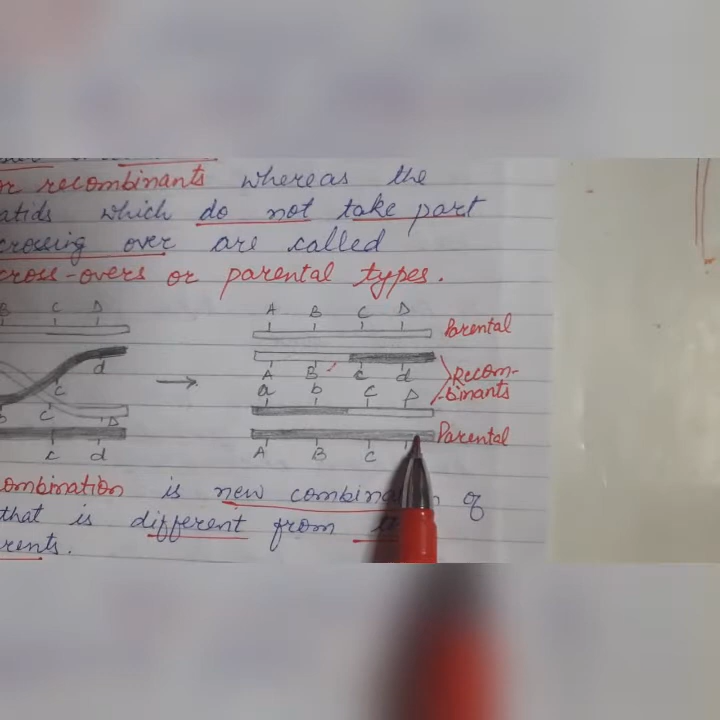 or recombinants whereas the
atids which do not take part
crossing over are called
cross-overs or parental types.
B C D A B C D Parental
d A B c d Recom-
c a b C D binants
C D Parental
c d A B C
ombination is new combina n of
that is different from
rents.